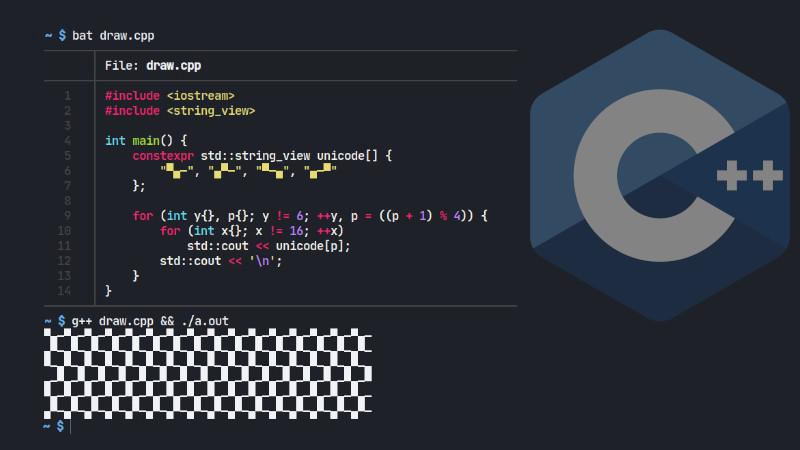 ~ $ bat draw.cpp
File: draw.cpp
1 #include <iostream>
2 #include <string_view>
3
4 int main() {
5     constexpr std::string_view unicode[] {
6         "▀▄─", "▄▀─", "▀─▄", "▄─▀"
7     };
8
9     for (int y{}, p{}; y != 6; ++y, p = ((p + 1) % 4)) {
10         for (int x{}; x != 16; ++x)
11             std::cout << unicode[p];
12         std::cout << '\n';
13     }
14 }
~ $ g++ draw.cpp && ./a.out
~ $
C++